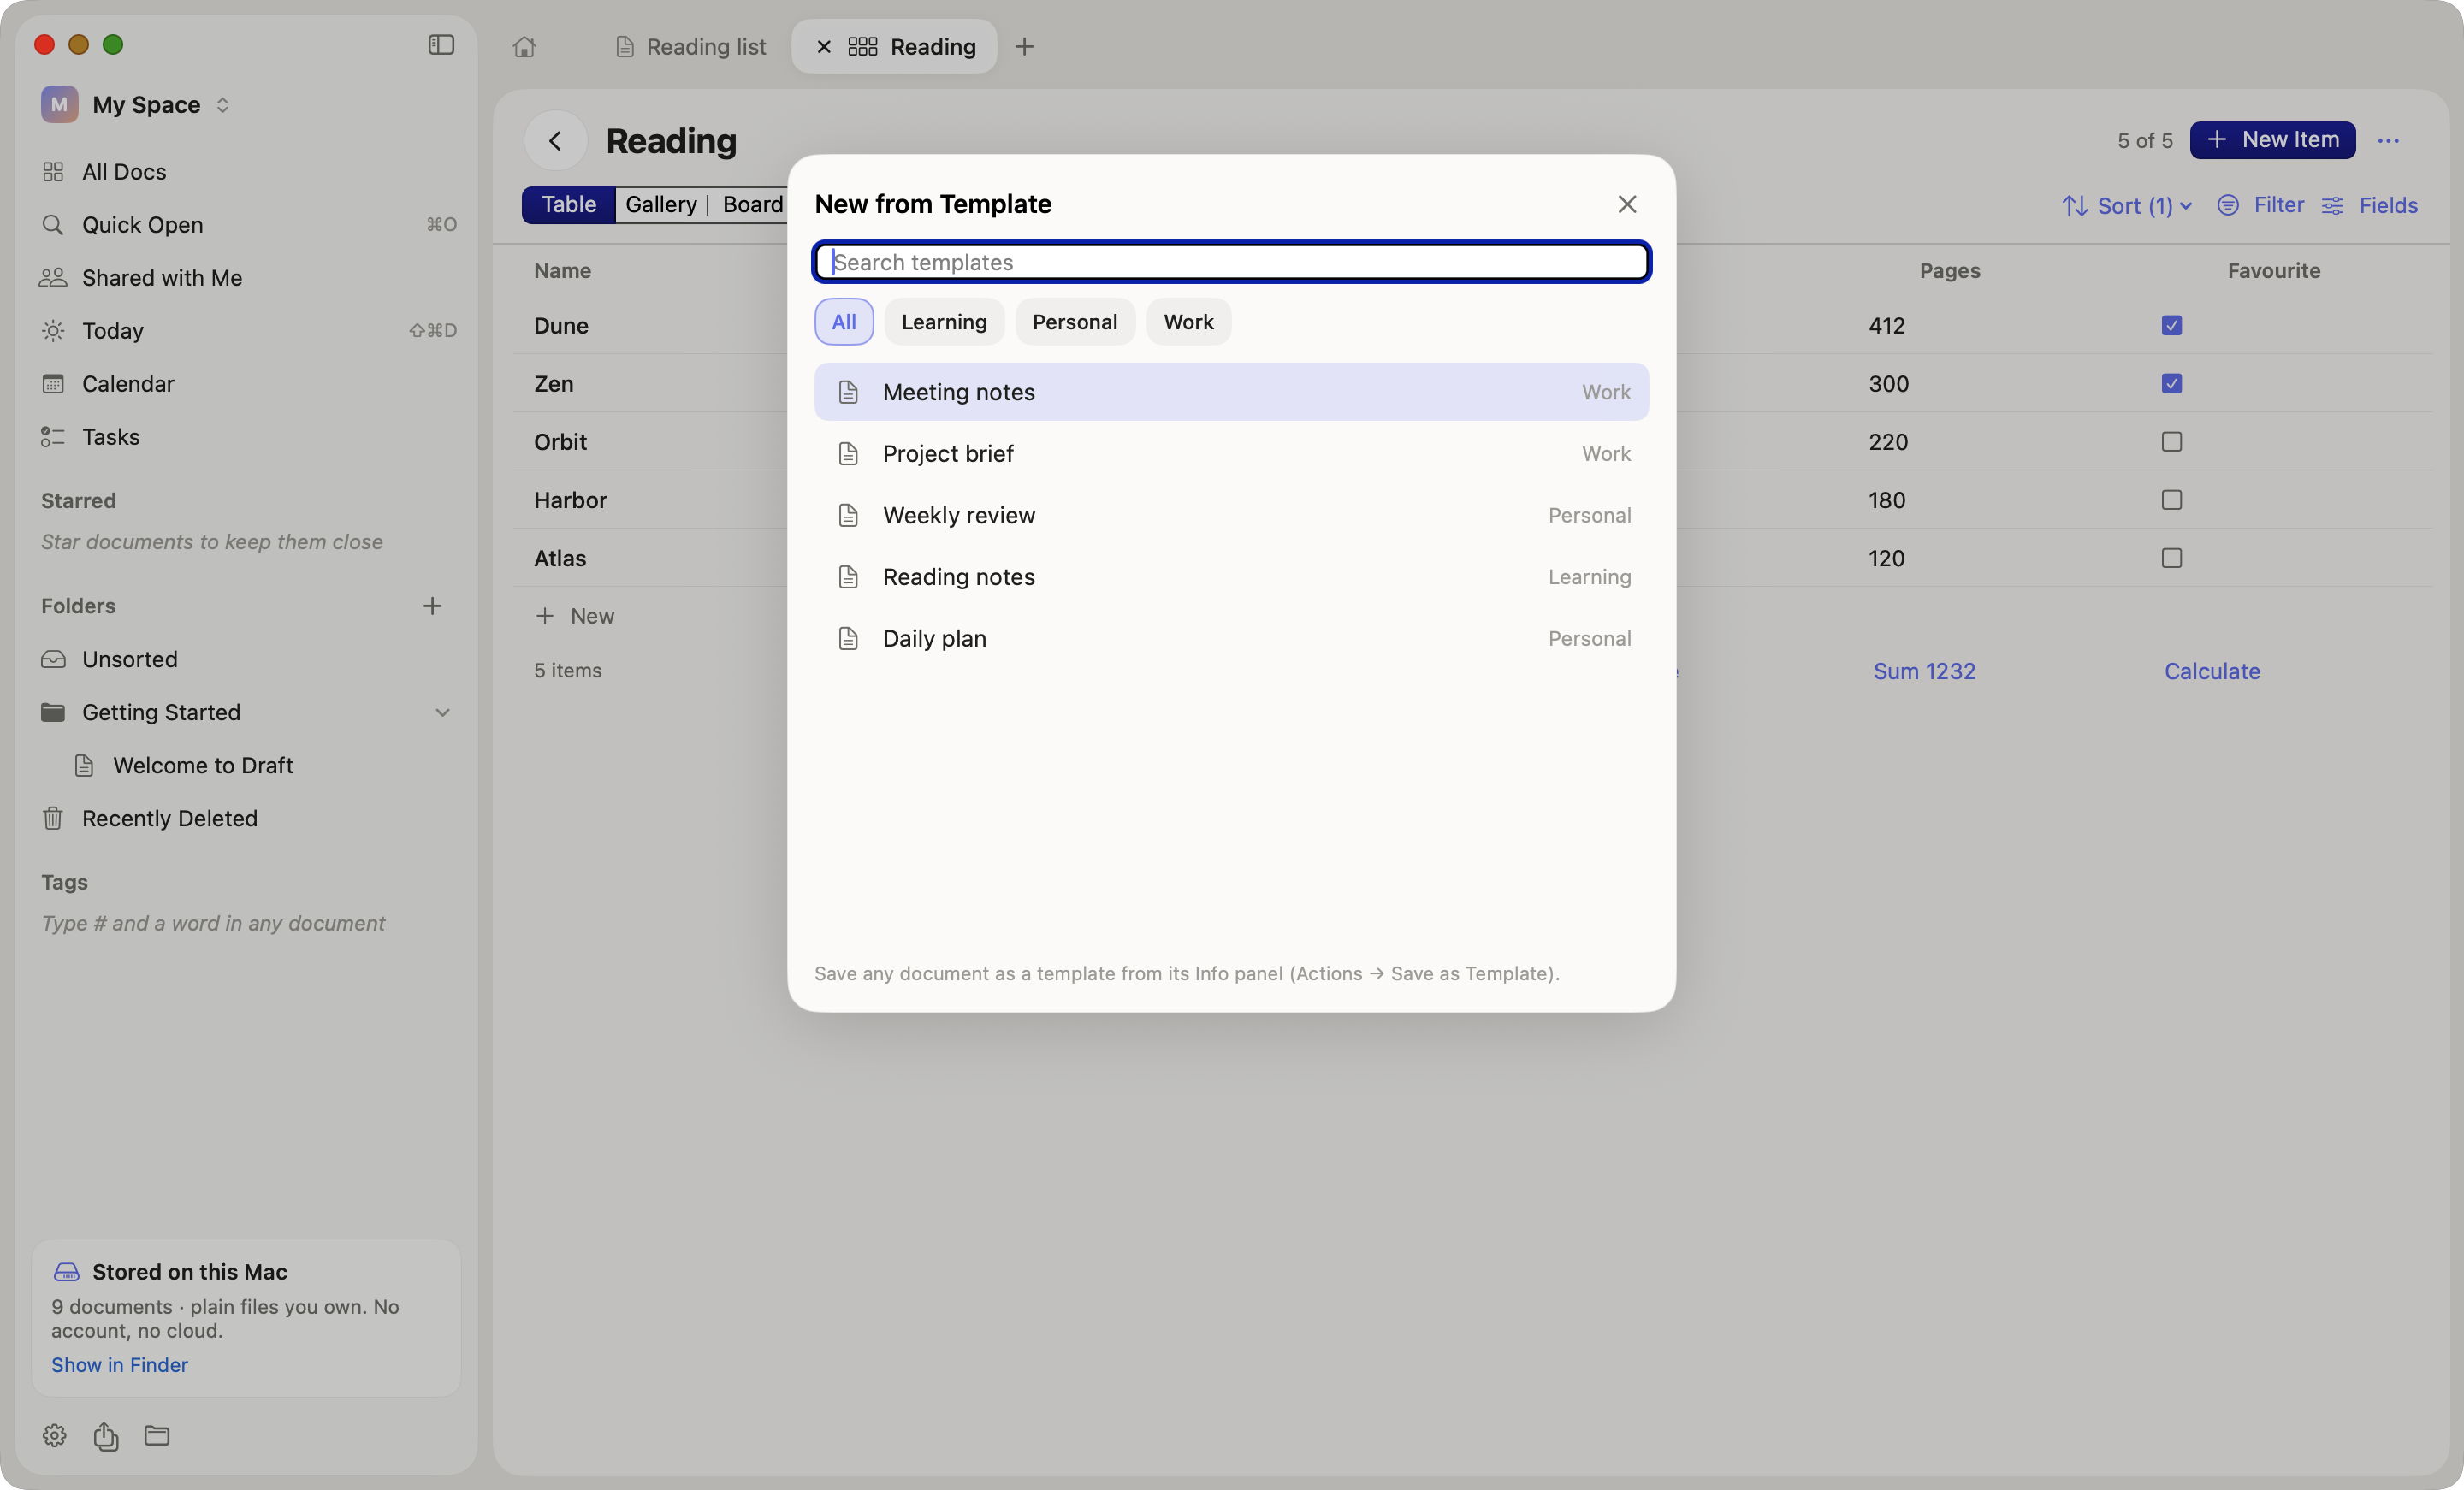 Reading list
Reading
M My Space
All Docs
Quick Open ⌘O
Shared with Me
Today ⇧⌘D
Calendar
Tasks
Starred
Star documents to keep them close
Folders
Unsorted
Getting Started
Welcome to Draft
Recently Deleted
Tags
Type # and a word in any document
Stored on this Mac
9 documents · plain files you own. No
account, no cloud.
Show in Finder
Reading
5 of 5
New Item
Table
Gallery
Board
Sort (1)
Filter
Fields
Name
Pages
Favourite
Dune
412
Zen
300
Orbit
220
Harbor
180
Atlas
120
New
5 items
Sum 1232
Calculate
New from Template
Search templates
All
Learning
Personal
Work
Meeting notes Work
Project brief Work
Weekly review Personal
Reading notes Learning
Daily plan Personal
Save any document as a template from its Info panel (Actions → Save as Template).